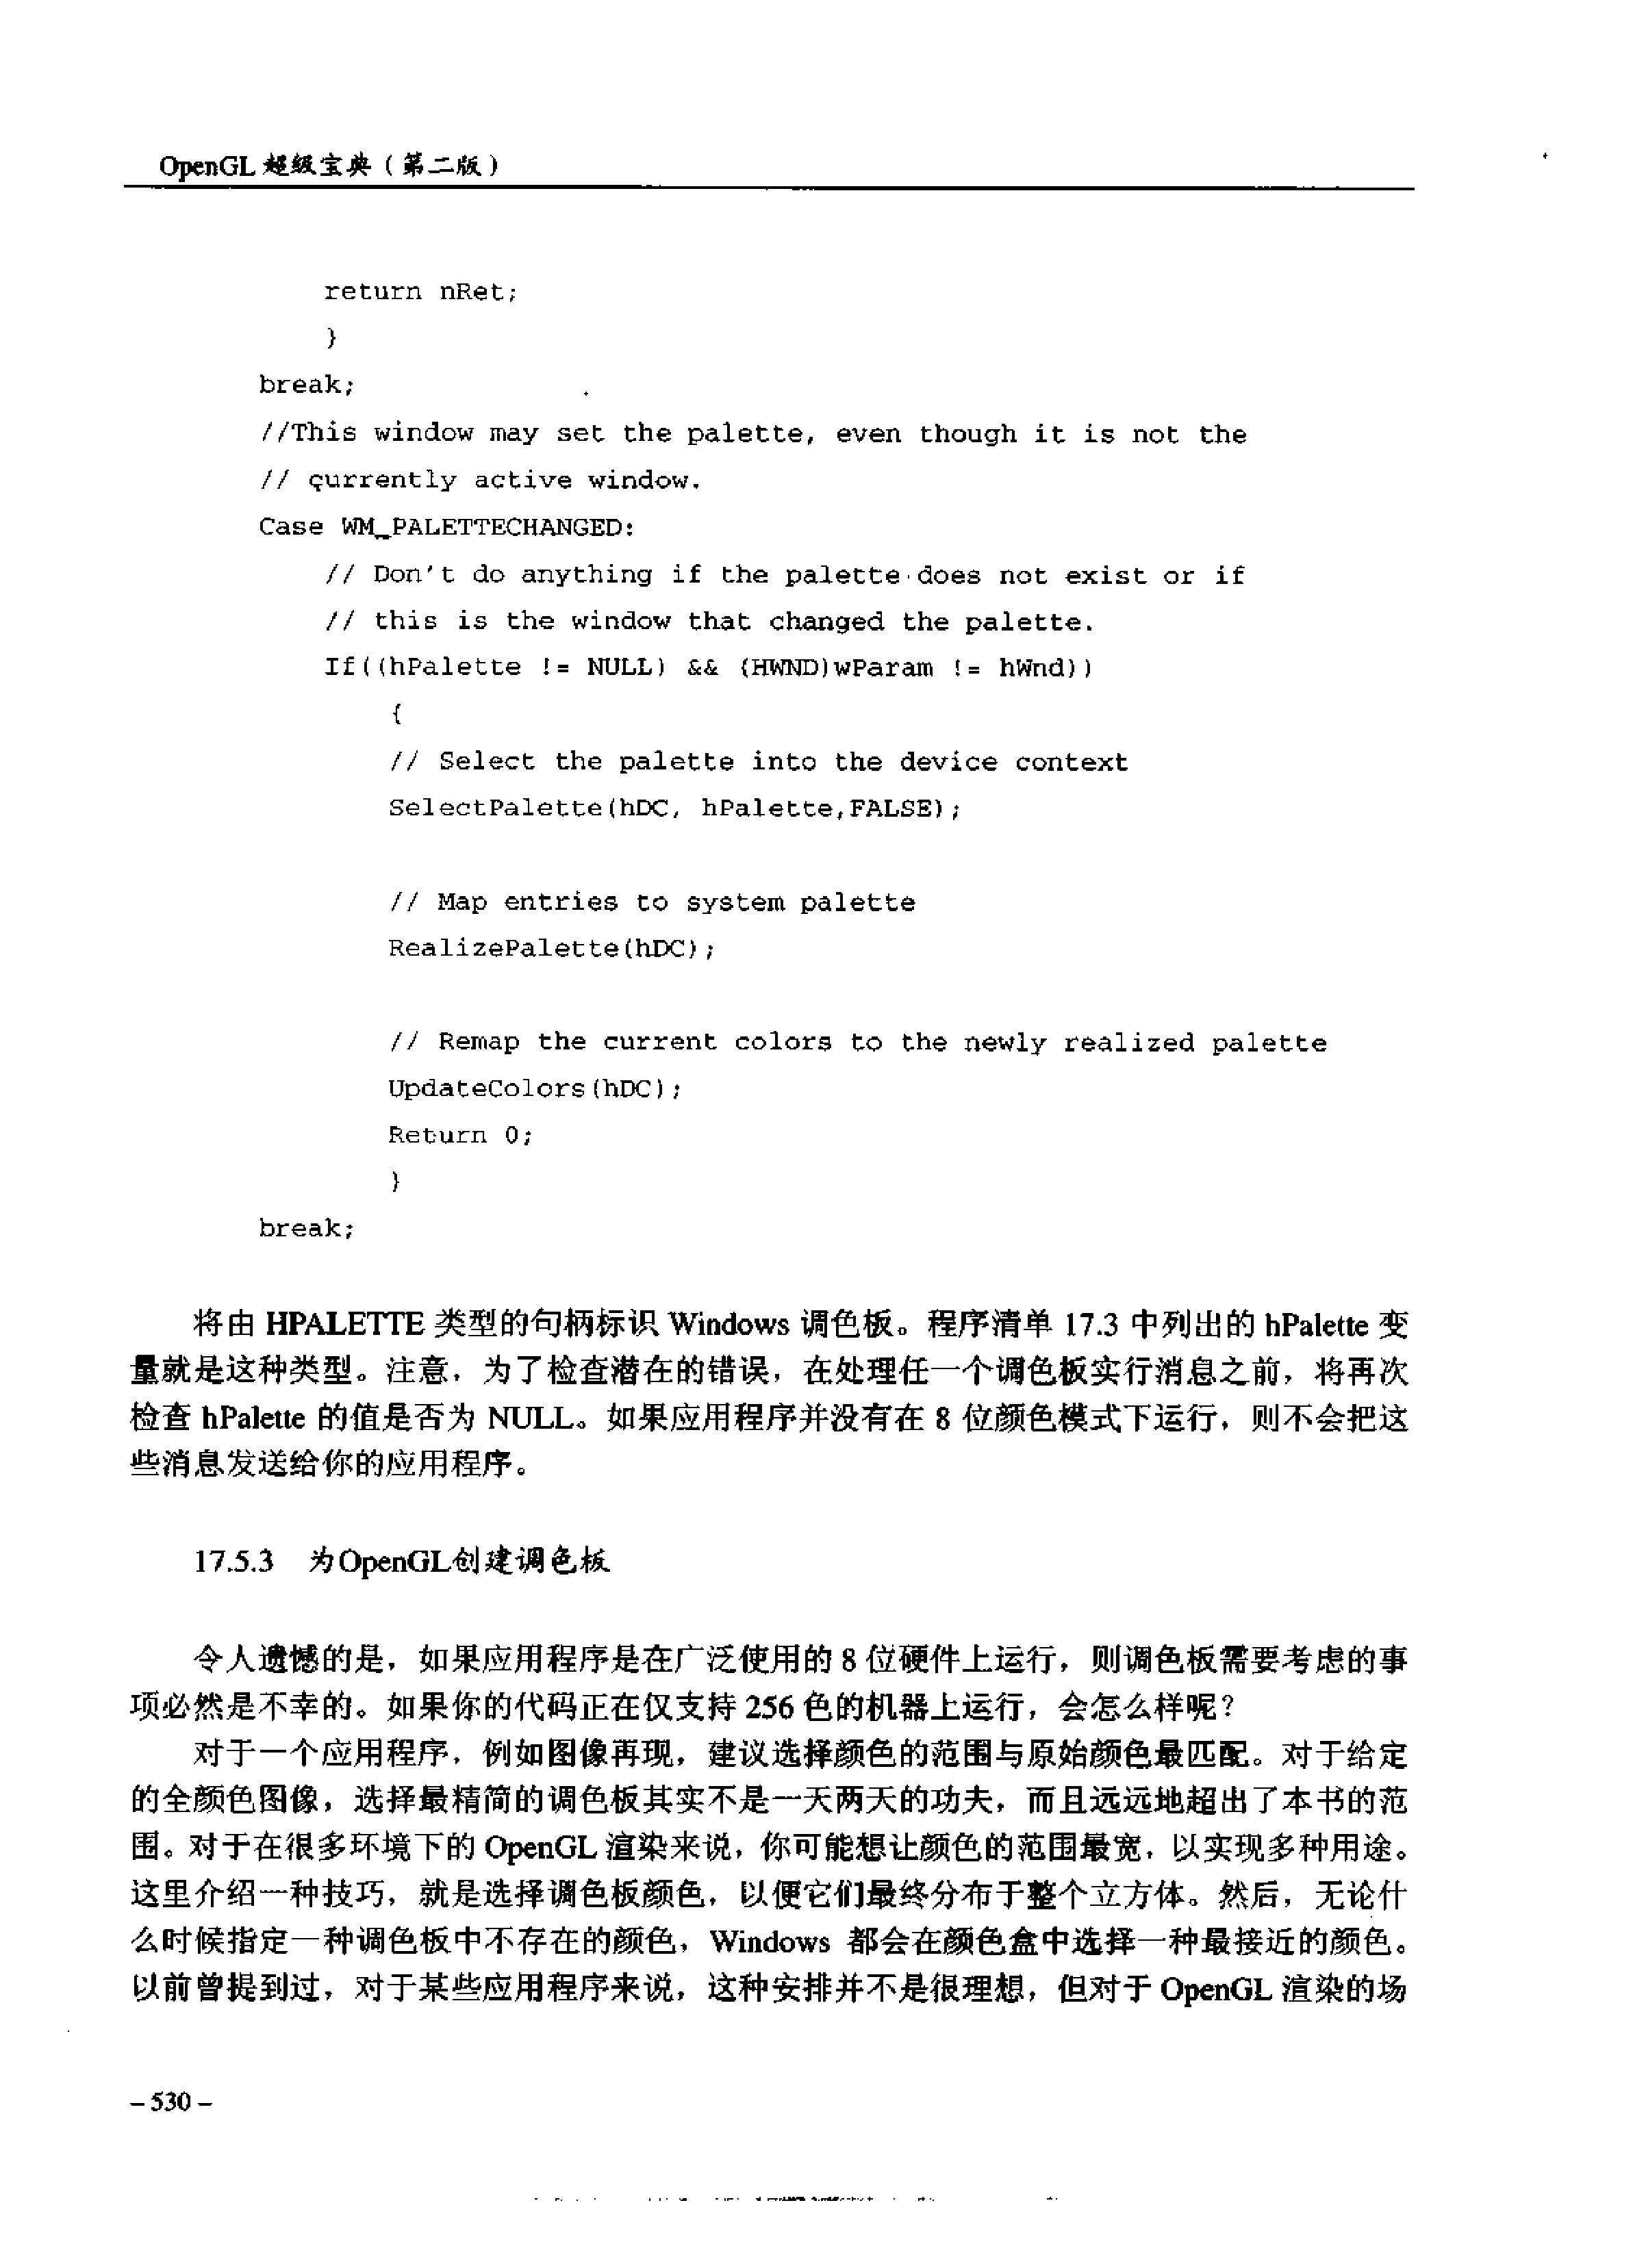 OpenGL 超级宝典（第二版）
return nRet;
}
break;
//This window may set the palette, even though it is not the
// currently active window.
Case WM_PALETTECHANGED:
// Don't do anything if the palette does not exist or if
// this is the window that changed the palette.
If((hPalette != NULL) && (HWND)wParam != hWnd))
{
// Select the palette into the device context
SelectPalette(hDC, hPalette,FALSE);
// Map entries to system palette
RealizePalette(hDC);
// Remap the current colors to the newly realized palette
UpdateColors(hDC);
Return 0;
}
break;
将由 HPALETTE 类型的句柄标识 Windows 调色板。程序清单 17.3 中列出的 hPalette 变
量就是这种类型。注意，为了检查潜在的错误，在处理任一个调色板实行消息之前，将再次
检查 hPalette 的值是否为 NULL。如果应用程序并没有在 8 位颜色模式下运行，则不会把这
些消息发送给你的应用程序。
17.5.3 为OpenGL创建调色板
令人遗憾的是，如果应用程序是在广泛使用的 8 位硬件上运行，则调色板需要考虑的事
项必然是不幸的。如果你的代码正在仅支持 256 色的机器上运行，会怎么样呢？
对于一个应用程序，例如图像再现，建议选择颜色的范围与原始颜色最匹配。对于给定
的全颜色图像，选择最精简的调色板其实不是一天两天的功夫，而且远远地超出了本书的范
围。对于在很多环境下的 OpenGL 渲染来说，你可能想让颜色的范围最宽，以实现多种用途。
这里介绍一种技巧，就是选择调色板颜色，以便它们最终分布于整个立方体。然后，无论什
么时候指定一种调色板中不存在的颜色，Windows 都会在颜色盒中选择一种最接近的颜色。
以前曾提到过，对于某些应用程序来说，这种安排并不是很理想，但对于 OpenGL 渲染的场
– 530 –